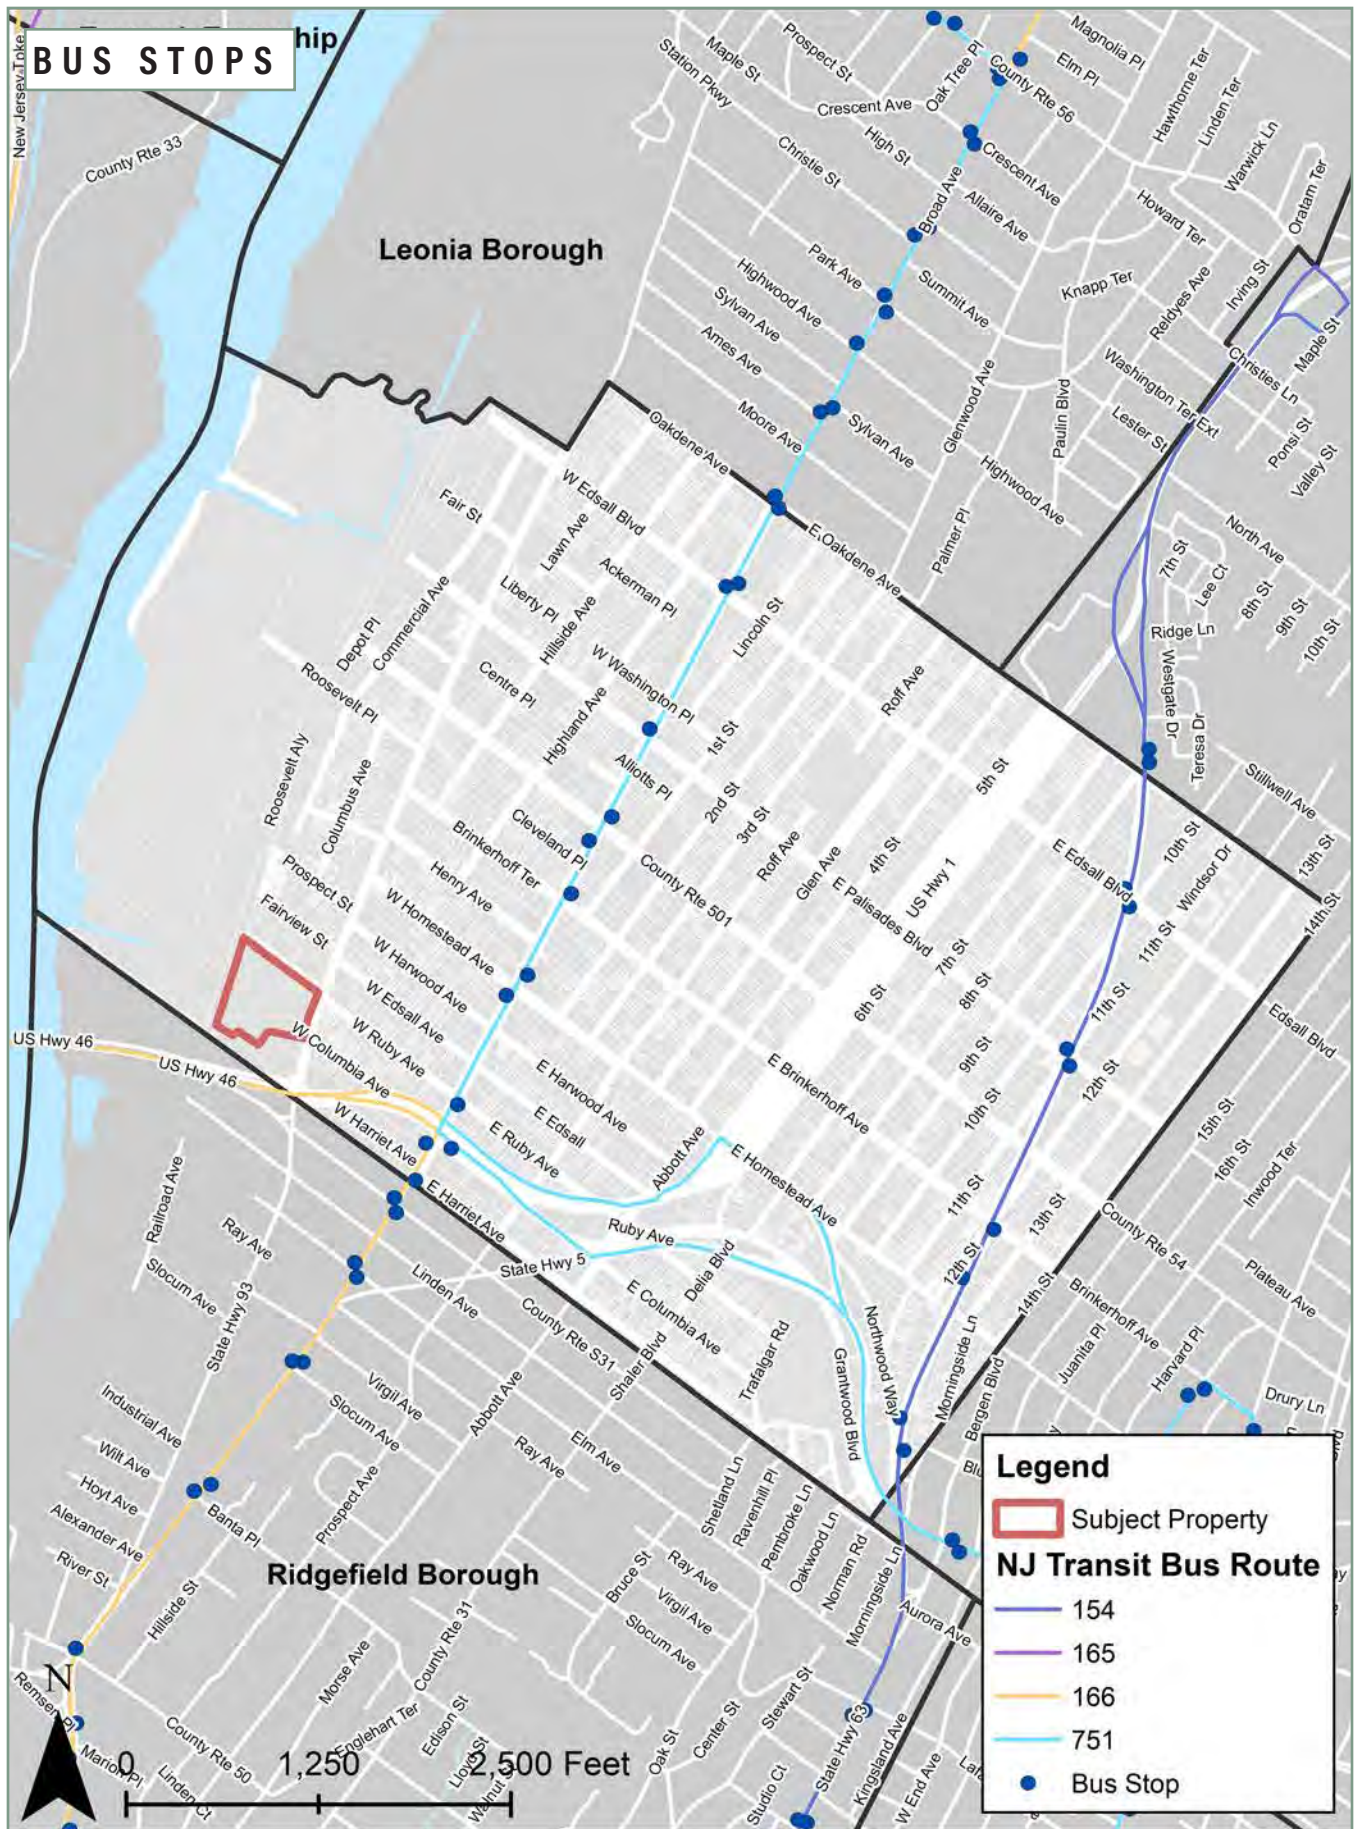 BUS STOPS
hip
New Jersey Tnke
County Rte 33
Leonia Borough
Station Pkwy
Maple St
Prospect St
Crescent Ave
Oak Tree Pl
Magnolia Pl
Elm Pl
County Rte 56
Hawthorne Ter
Linden Ter
Warwick Ln
Oratam Ter
High St
Christie St
Crescent Ave
Broad Ave
Allaire Ave
Howard Ter
Park Ave
Highwood Ave
Sylvan Ave
Ames Ave
Moore Ave
Summit Ave
Knapp Ter
Reldyes Ave
Irving St
Maple St
Christies Ln
Washington Ter Ext
Lester St
Ponsi St
Valley St
Glenwood Ave
Paulin Blvd
Sylvan Ave
Highwood Ave
Palmer Pl
Oakdene Ave
E Oakdene Ave
W Edsall Blvd
Fair St
Lawn Ave
Ackerman Pl
Liberty Pl
Hillside Ave
Commercial Ave
Depot Pl
Lincoln St
W Washington Pl
Centre Pl
Roosevelt Pl
Highland Ave
1st St
Alliotts Pl
Roff Ave
North Ave
7th St
Lee Ct
8th St
9th St
10th St
Ridge Ln
Westgate Dr
Teresa Dr
Stillwell Ave
Roosevelt Aly
Columbus Ave
2nd St
3rd St
Roff Ave
Glen Ave
4th St
5th St
US Hwy 1
E Edsall Blvd
10th St
Windsor Dr
13th St
14th St
Cleveland Pl
Brinkerhoff Ter
Henry Ave
County Rte 501
E Palisades Blvd
Prospect St
Fairview St
W Homestead Ave
W Harwood Ave
W Edsall Ave
W Ruby Ave
W Columbia Ave
6th St
7th St
8th St
9th St
10th St
11th St
11th St
12th St
Edsall Blvd
US Hwy 46
US Hwy 46
W Harriet Ave
E Harwood Ave
E Edsall
E Ruby Ave
E Harriet Ave
Abbott Ave
E Homestead Ave
E Brinkerhoff Ave
11th St
12th St
13th St
14th St
15th St
16th St
Inwood Ter
County Rte 54
Plateau Ave
Railroad Ave
Ray Ave
Slocum Ave
State Hwy 93
Linden Ave
State Hwy 5
Ruby Ave
Delia Blvd
E Columbia Ave
County Rte S31
Shaler Blvd
Trafalgar Rd
Grantwood Blvd
Northwood Way
Morningside Ln
Bergen Blvd
Juanita Pl
Brinkerhoff Ave
Harvard Pl
Drury Ln
Industrial Ave
Wilt Ave
Hoyt Ave
Alexander Ave
River St
Virgil Ave
Slocum Ave
Abbott Ave
Ray Ave
Elm Ave
Prospect Ave
Banta Pl
Hillside St
Ridgefield Borough
Shetland Ln
Ravenhill Pl
Pembroke Ln
Oakwood Ln
Norman Rd
Morningside Ln
Aurora Ave
Bruce St
Ray Ave
Virgil Ave
Slocum Ave
County Rte 31
Morse Ave
Englehart Ter
Edison St
Lloyd St
Walnut
Oak St
Center St
Stewart St
Studio Ct
State Hwy 63
Kingsland Ave
W End Ave
Remsen Pl
Marion Pl
County Rte 50
Linden Ct
N
0 1,250 2,500 Feet
Legend
Subject Property
NJ Transit Bus Route
154
165
166
751
Bus Stop